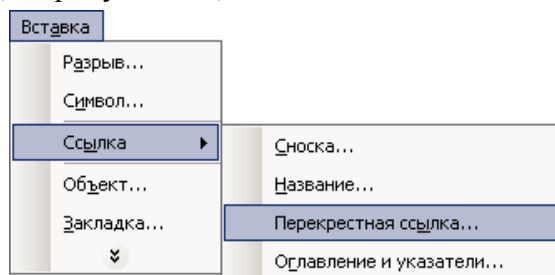 Вставка
Разрыв...
Символ...
Ссылка
Объект...
Закладка...
Сноска...
Название...
Перекрестная ссылка...
Оглавление и указатели...